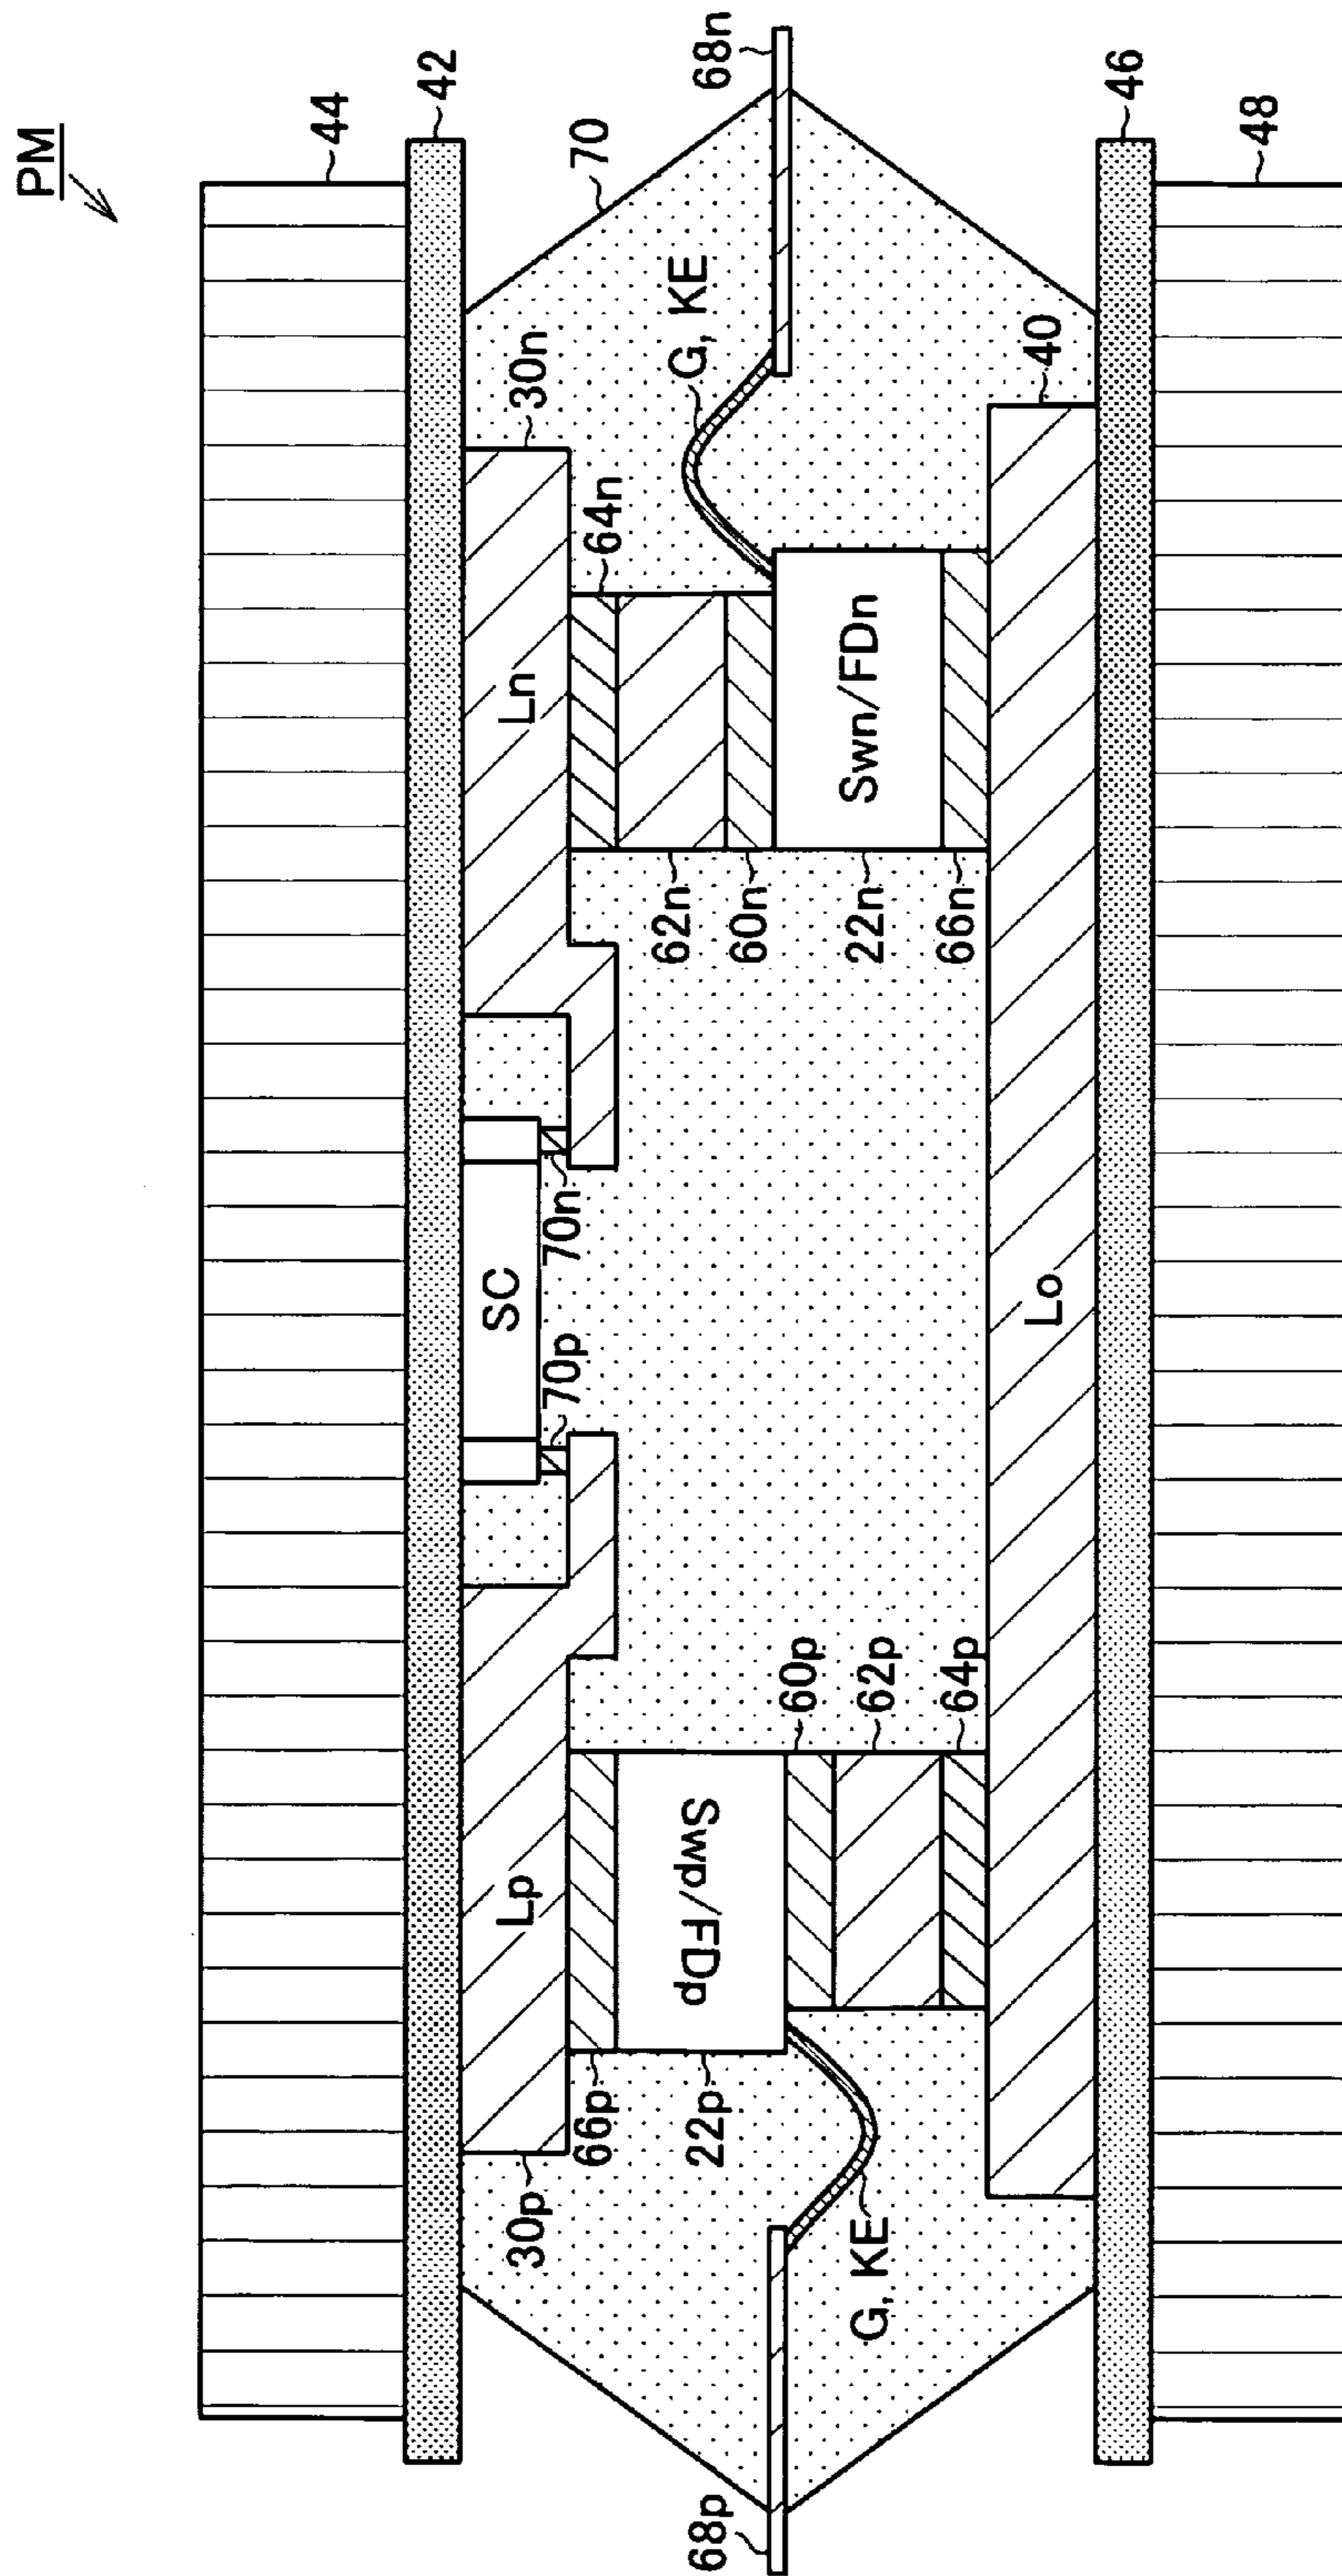 PM
44
42
70
68n
30n
G, KE
64n
40
46
48
Ln
Swn/FDn
62n
60n
22n
66n
70n
SC
70p
Lo
60p
62p
64p
Lp
Swp/FDp
66p
22p
30p
G, KE
68p